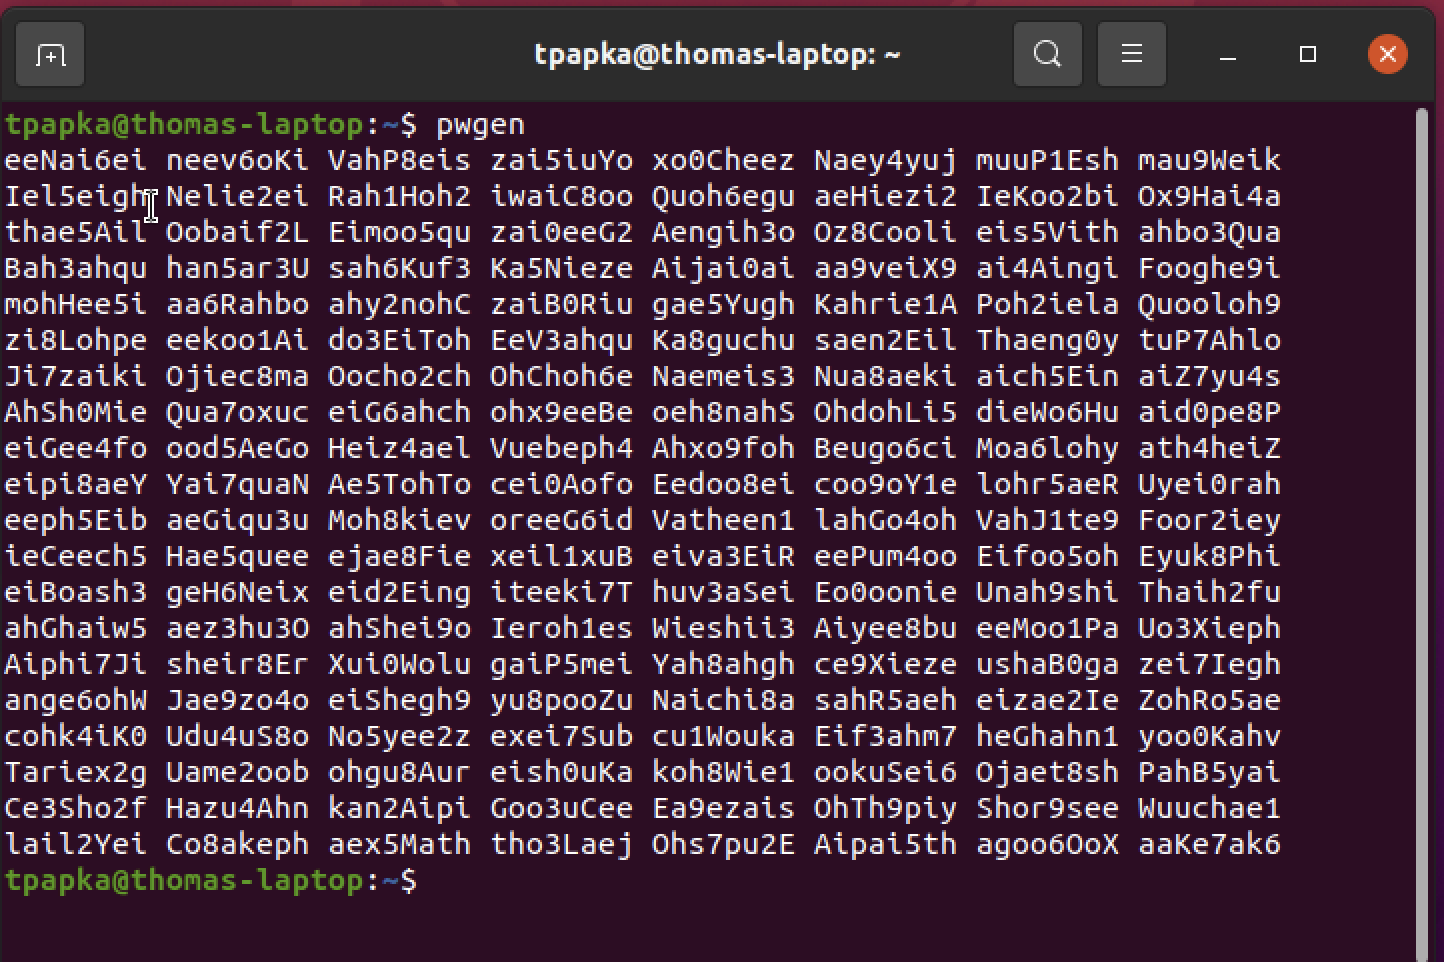 tpapka@thomas-laptop: ~
tpapka@thomas-laptop:~$ pwgen
eeNai6ei neev6oKi VahP8eis zai5iuYo xo0Cheez Naey4yuj muuP1Esh mau9Weik
Iel5eigh Nelie2ei Rah1Hoh2 iwaiC8oo Quoh6egu aeHiezi2 IeKoo2bi Ox9Hai4a
thae5Ail Oobaif2L Eimoo5qu zai0eeG2 Aengih3o Oz8Cooli eis5Vith ahbo3Qua
Bah3ahqu han5ar3U sah6Kuf3 Ka5Nieze Aijai0ai aa9veiX9 ai4Aingi Fooghe9i
mohHee5i aa6Rahbo ahy2nohC zaiB0Riu gae5Yugh Kahrie1A Poh2iela Quooloh9
zi8Lohpe eekoo1Ai do3EiToh EeV3ahqu Ka8guchu saen2Eil Thaeng0y tuP7Ahlo
Ji7zaiki Ojiec8ma Oocho2ch OhChoh6e Naemeis3 Nua8aeki aich5Ein aiZ7yu4s
AhSh0Mie Qua7oxuc eiG6ahch ohx9eeBe oeh8nahS OhdohLi5 dieWo6Hu aid0pe8P
eiGee4fo ood5AeGo Heiz4ael Vuebeph4 Ahxo9foh Beugo6ci Moa6lohy ath4heiZ
eipi8aeY Yai7quaN Ae5TohTo cei0Aofo Eedoo8ei coo9oY1e lohr5aeR Uyei0rah
eeph5Eib aeGiqu3u Moh8kiev oreeG6id Vatheen1 lahGo4oh VahJ1te9 Foor2iey
ieCeech5 Hae5quee ejae8Fie xeil1xuB eiva3EiR eePum4oo Eifoo5oh Eyuk8Phi
eiBoash3 geH6Neix eid2Eing iteeki7T huv3aSei Eo0oonie Unah9shi Thaih2fu
ahGhaiw5 aez3hu3O ahShei9o Ieroh1es Wieshii3 Aiyee8bu eeMoo1Pa Uo3Xieph
Aiphi7Ji sheir8Er Xui0Wolu gaiP5mei Yah8ahgh ce9Xieze ushaB0ga zei7Iegh
ange6ohW Jae9zo4o eiShegh9 yu8pooZu Naichi8a sahR5aeh eizae2Ie ZohRo5ae
cohk4iK0 Udu4uS8o No5yee2z exei7Sub cu1Wouka Eif3ahm7 heGhahn1 yoo0Kahv
Tariex2g Uame2oob ohgu8Aur eish0uKa koh8Wie1 ookuSei6 Ojaet8sh PahB5yai
Ce3Sho2f Hazu4Ahn kan2Aipi Goo3uCee Ea9ezais OhTh9piy Shor9see Wuuchae1
lail2Yei Co8akeph aex5Math tho3Laej Ohs7pu2E Aipai5th agoo6OoX aaKe7ak6
tpapka@thomas-laptop:~$